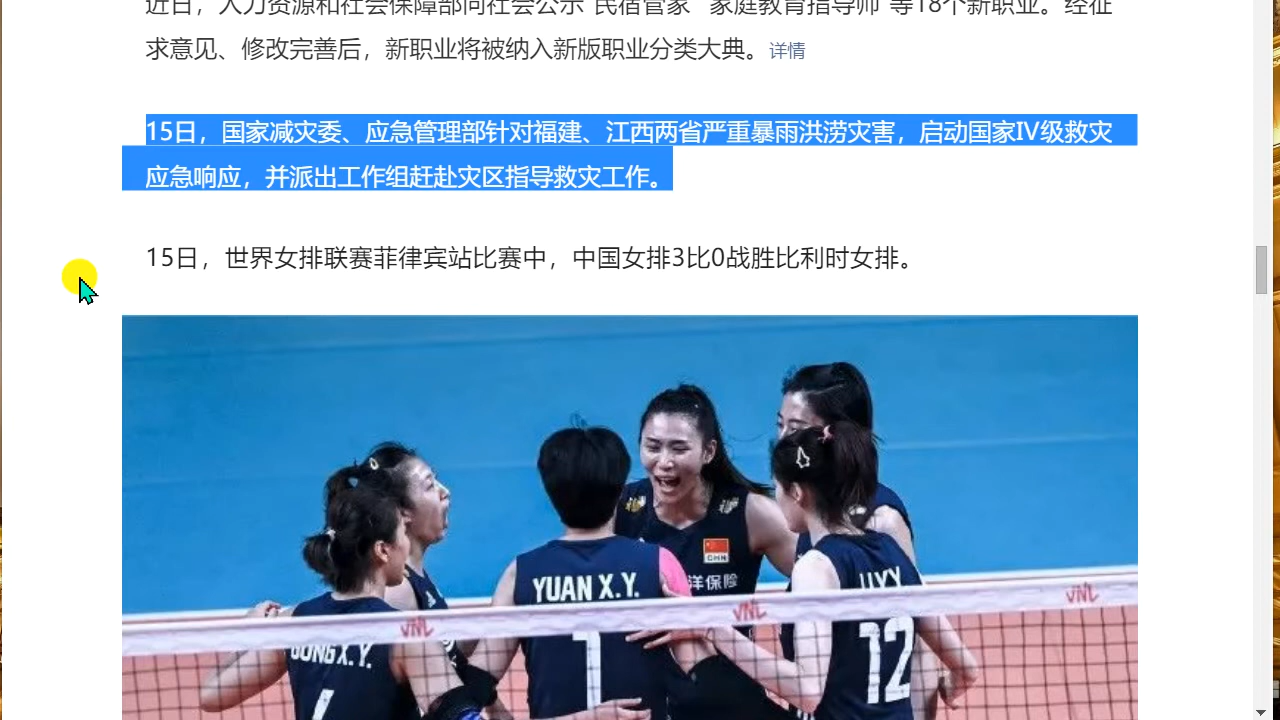 近日，人力资源和社会保障部向社会公示“民宿管家”“家庭教育指导师”等18个新职业。经征
求意见、修改完善后，新职业将被纳入新版职业分类大典。详情
15日，国家减灾委、应急管理部针对福建、江西两省严重暴雨洪涝灾害，启动国家Ⅳ级救灾
应急响应，并派出工作组赶赴灾区指导救灾工作。
15日，世界女排联赛菲律宾站比赛中，中国女排3比0战胜比利时女排。
CHN
洋保险
YUAN X.Y.
1
VNL
VNL
VNL
GONG X.Y.
12